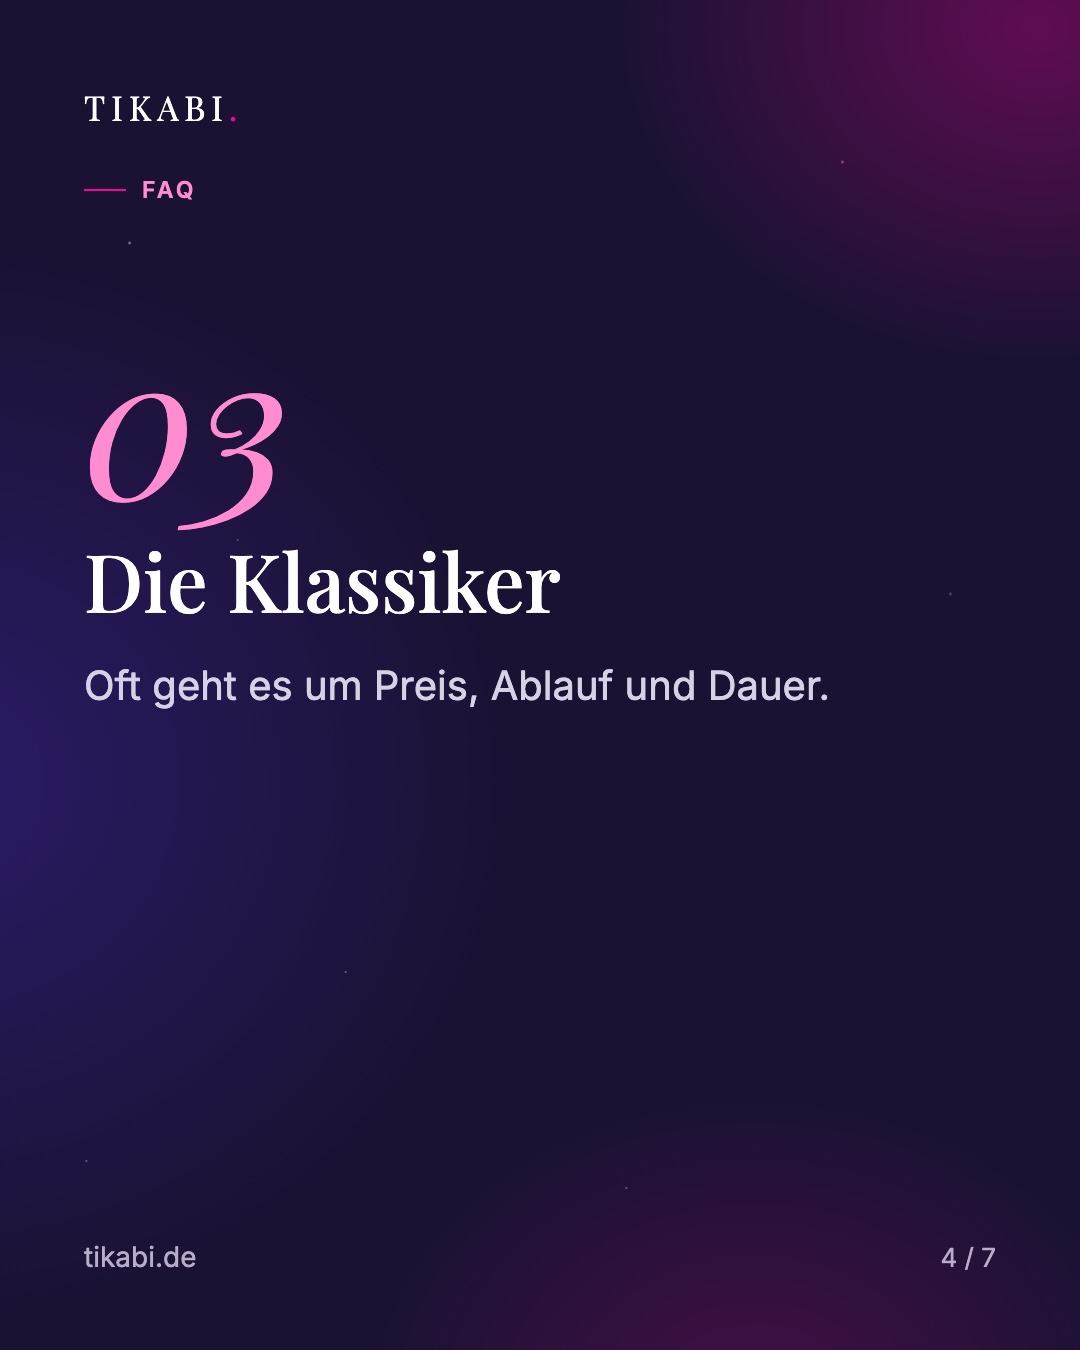 TIKABI.
FAQ
03
Die Klassiker
Oft geht es um Preis, Ablauf und Dauer.
tikabi.de
4 / 7